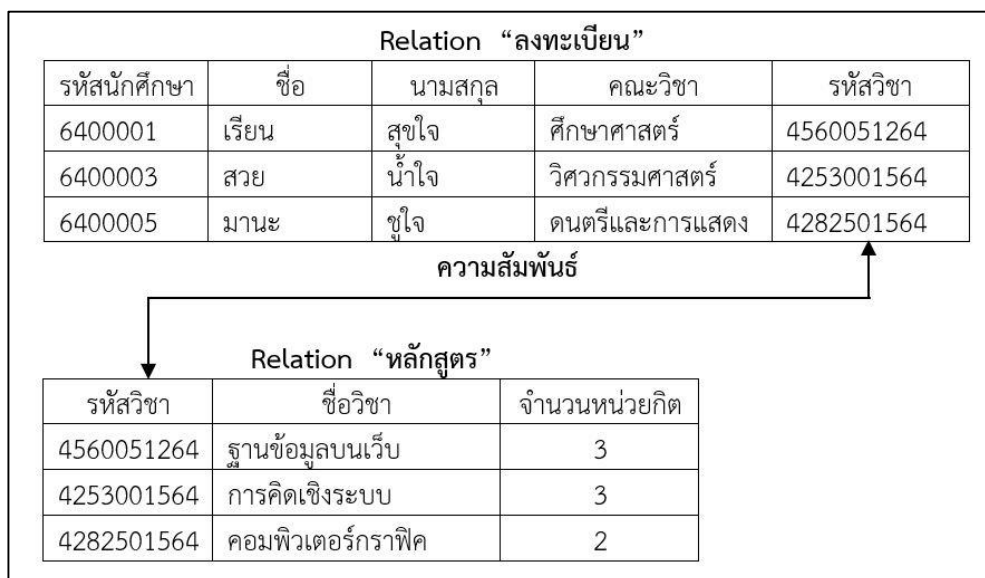 Relation “ลงทะเบียน”
รหัสนักศึกษา ชื่อ นามสกุล คณะวิชา รหัสวิชา
6400001 เรียน สุขใจ ศึกษาศาสตร์ 4560051264
6400003 สวย น้ำใจ วิศวกรรมศาสตร์ 4253001564
6400005 มานะ ชูใจ ดนตรีและการแสดง 4282501564
ความสัมพันธ์
Relation “หลักสูตร”
รหัสวิชา ชื่อวิชา จำนวนหน่วยกิต
4560051264 ฐานข้อมูลบนเว็บ 3
4253001564 การคิดเชิงระบบ 3
4282501564 คอมพิวเตอร์กราฟิค 2